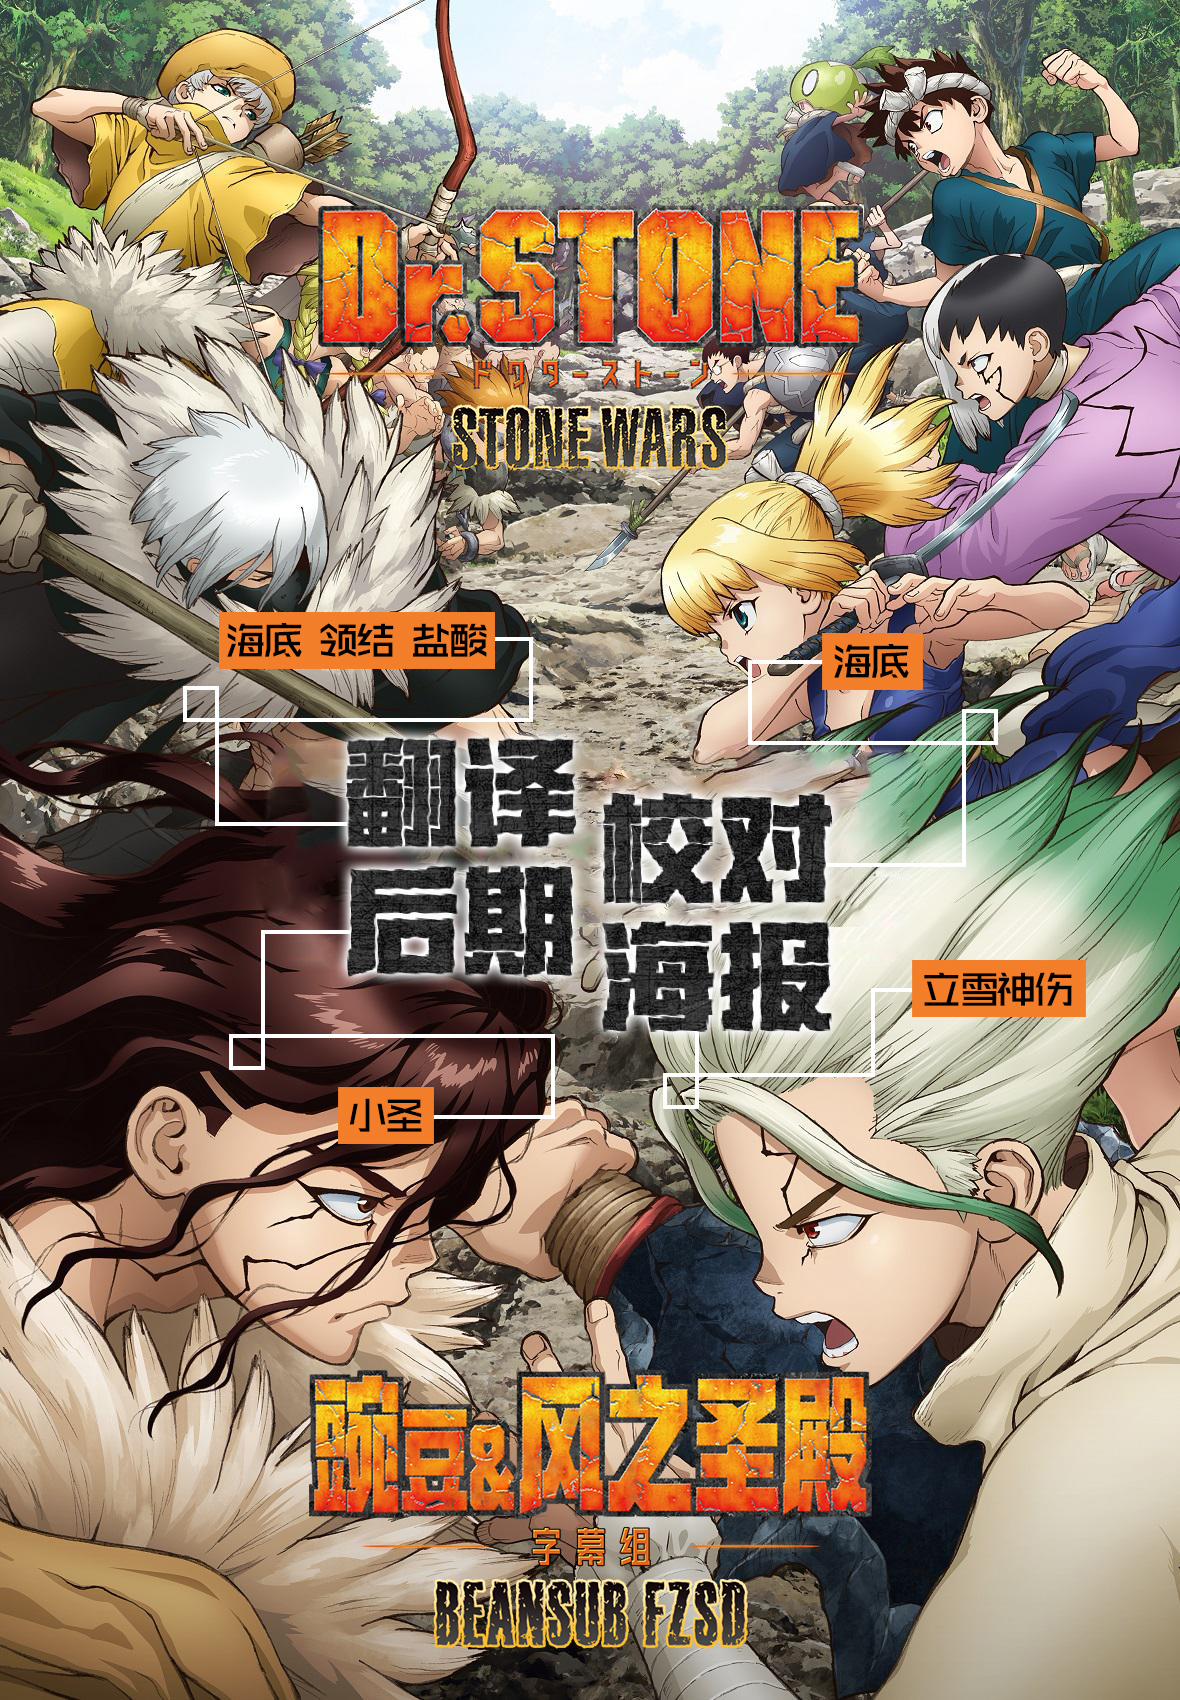 Dr.STONE
ドクターストーン
STONE WARS
海底 领结 盐酸
海底
翻译
校对
后期
海报
立雪神伤
小圣
豌豆&风之圣殿
字幕组
BEANSUB FZSD